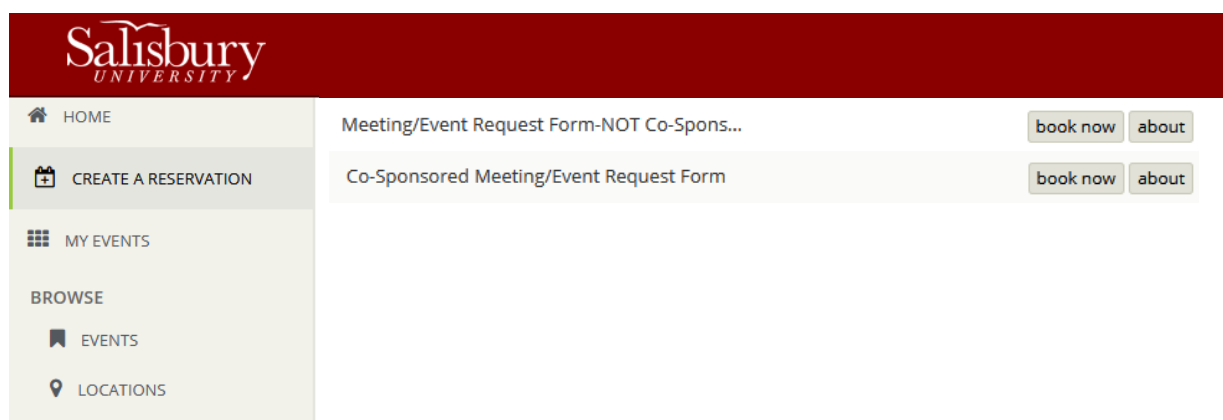 Salisbury
UNIVERSITY
HOME
CREATE A RESERVATION
MY EVENTS
BROWSE
EVENTS
LOCATIONS
Meeting/Event Request Form-NOT Co-Spons... book now about
Co-Sponsored Meeting/Event Request Form book now about